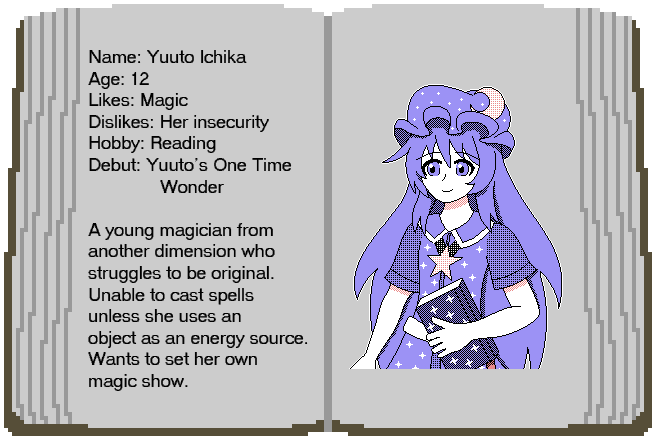 Name: Yuuto Ichika
Age: 12
Likes: Magic
Dislikes: Her insecurity
Hobby: Reading
Debut: Yuuto's One Time
Wonder
A young magician from
another dimension who
struggles to be original.
Unable to cast spells
unless she uses an
object as an energy source.
Wants to set her own
magic show.